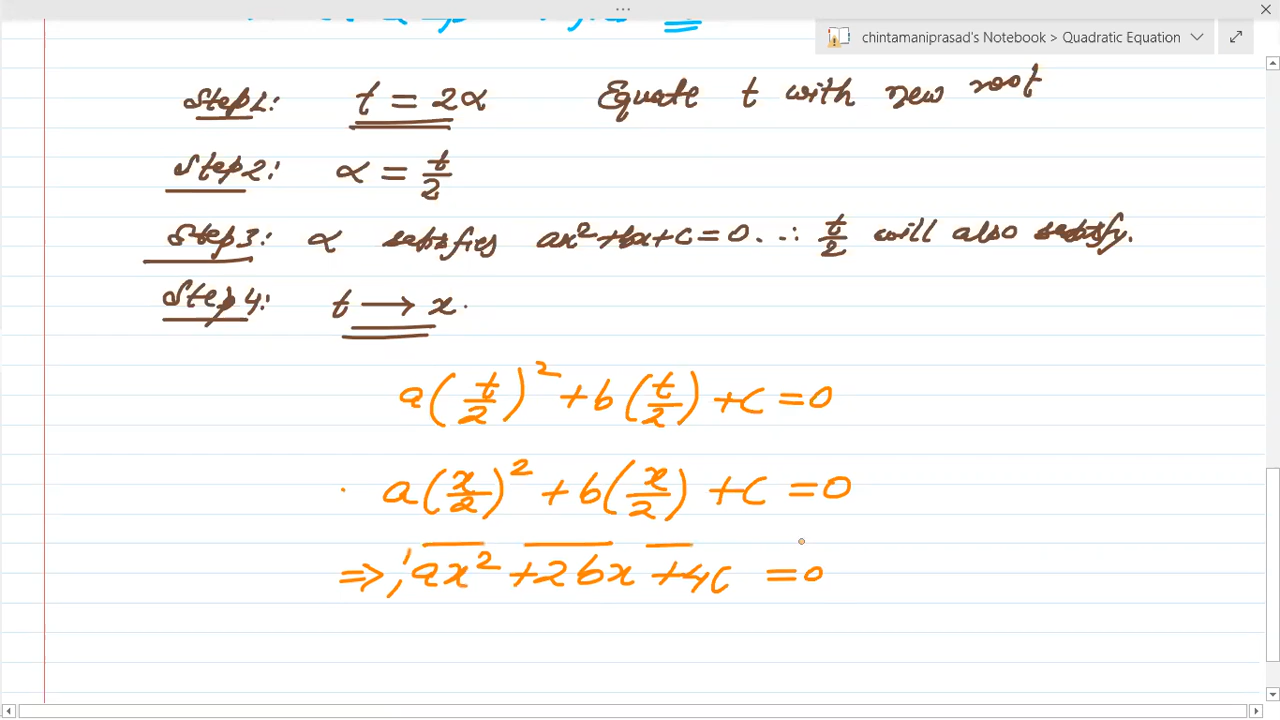 chintamaniprasad's Notebook > Quadratic Equation
Step1: t = 2α Equate t with new root
Step2: α = t/2
Step3: α satisfies ax²+bx+c=0. ∴ t/2 will also satisfy.
Step4: t → x.
a(t/2)² + b(t/2) + c = 0
a(x/2)² + b(x/2) + c = 0
⇒ ax² + 2bx + 4c = 0